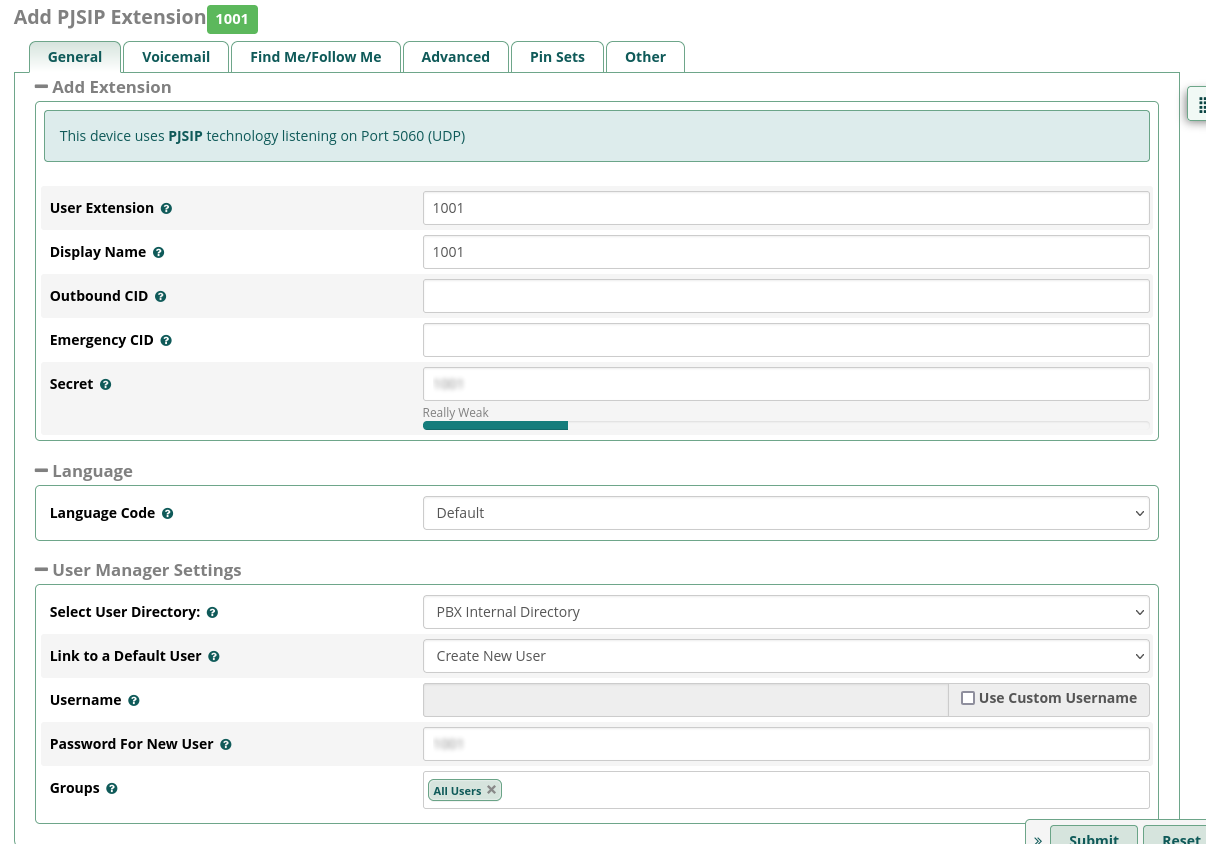 Add PJSIP Extension 1001
General Voicemail Find Me/Follow Me Advanced Pin Sets Other
Add Extension
This device uses PJSIP technology listening on Port 5060 (UDP)
User Extension 1001
Display Name 1001
Outbound CID
Emergency CID
Secret
Really Weak
Language
Language Code Default
User Manager Settings
Select User Directory: PBX Internal Directory
Link to a Default User Create New User
Username Use Custom Username
Password For New User
Groups All Users ×
» Submit Reset